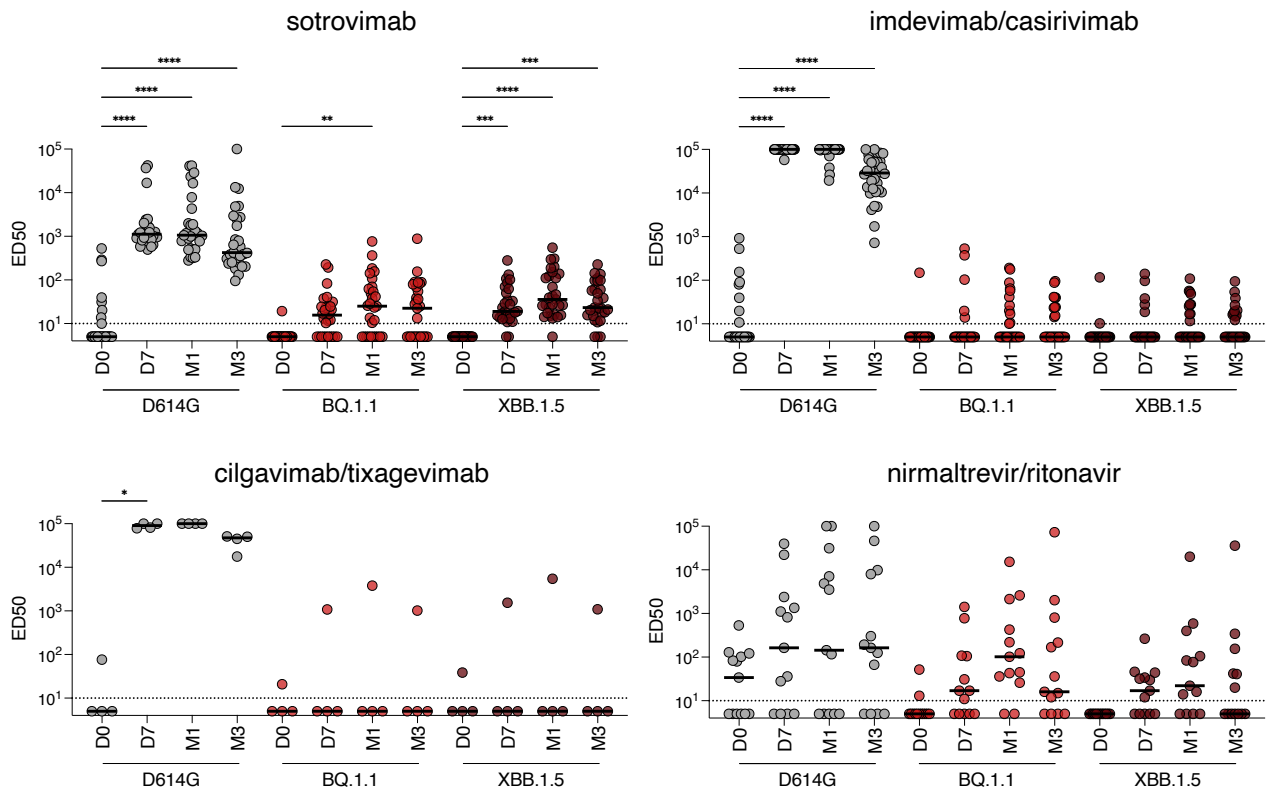 sotrovimab
**** 
****
****
**
***
****
***
ED50
10^5
10^4
10^3
10^2
10^1
D0 D7 M1 M3 D0 D7 M1 M3 D0 D7 M1 M3
D614G BQ.1.1 XBB.1.5
imdevimab/casirivimab
****
****
****
ED50
10^5
10^4
10^3
10^2
10^1
D0 D7 M1 M3 D0 D7 M1 M3 D0 D7 M1 M3
D614G BQ.1.1 XBB.1.5
cilgavimab/tixagevimab
*
ED50
10^5
10^4
10^3
10^2
10^1
D0 D7 M1 M3 D0 D7 M1 M3 D0 D7 M1 M3
D614G BQ.1.1 XBB.1.5
nirmaltrevir/ritonavir
ED50
10^5
10^4
10^3
10^2
10^1
D0 D7 M1 M3 D0 D7 M1 M3 D0 D7 M1 M3
D614G BQ.1.1 XBB.1.5